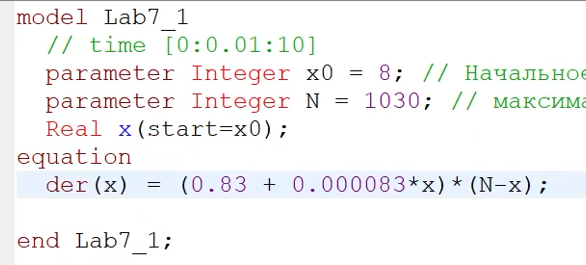 model Lab7_1
// time [0:0.01:10]
parameter Integer x0 = 8; // Начальное
parameter Integer N = 1030; // максима
Real x(start=x0);
equation
der(x) = (0.83 + 0.000083*x)*(N-x);
end Lab7_1;